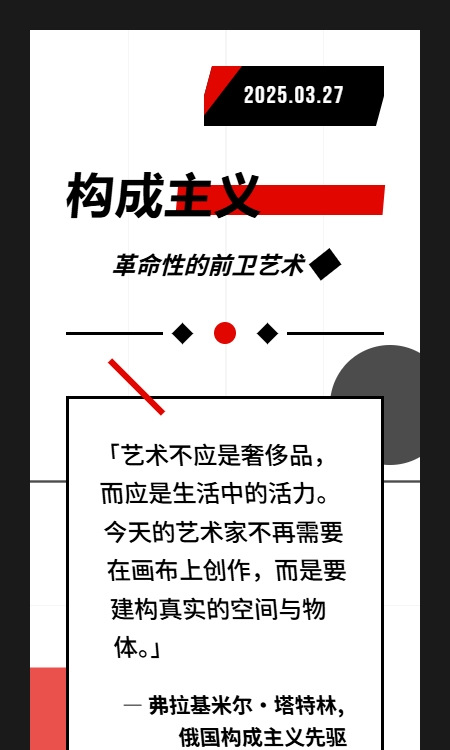 2025.03.27
构成主义
革命性的前卫艺术
「艺术不应是奢侈品，
而应是生活中的活力。
今天的艺术家不再需要
在画布上创作，而是要
建构真实的空间与物
体。」
— 弗拉基米尔·塔特林，
俄国构成主义先驱